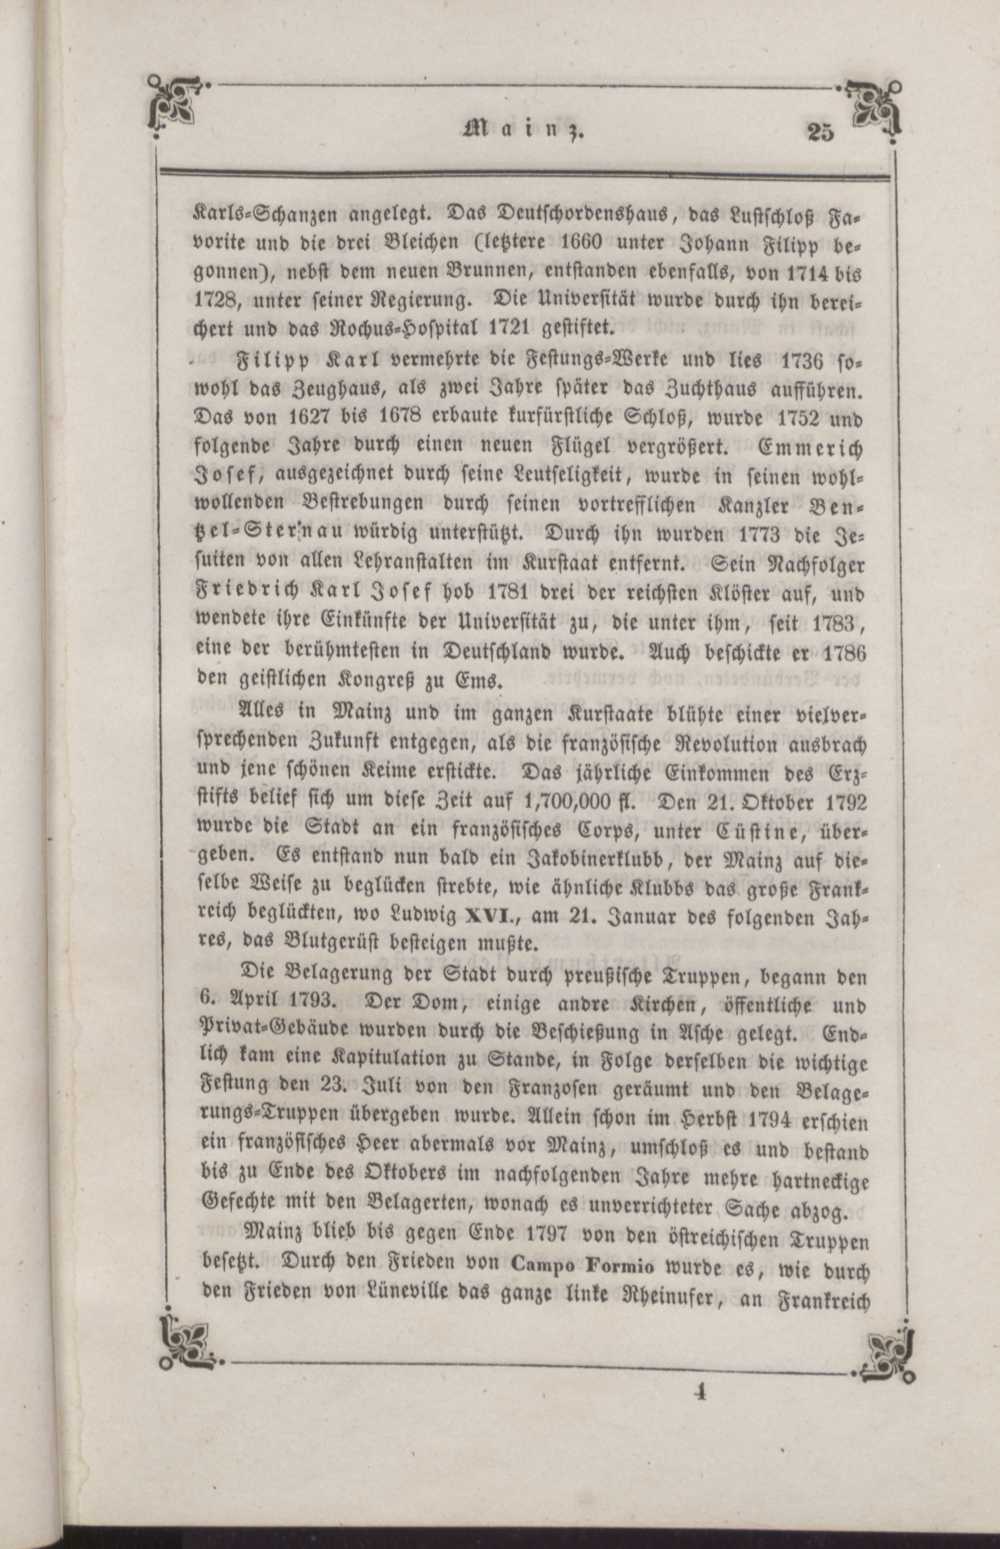 Mainz. 25
Karls-Schanzen angelegt. Das Deutschordenshaus, das Lustschloß Fa-
vorite und die drei Bleichen (letztere 1660 unter Johann Filipp be-
gonnen), nebst dem neuen Brunnen, entstanden ebenfalls, von 1714 bis
1728, unter seiner Regierung. Die Universität wurde durch ihn berei-
chert und das Rochus-Hospital 1721 gestiftet.
Filipp Karl vermehrte die Festungs-Werke und lies 1736 so-
wohl das Zeughaus, als zwei Jahre später das Zuchthaus aufführen.
Das von 1627 bis 1678 erbaute kurfürstliche Schloß, wurde 1752 und
folgende Jahre durch einen neuen Flügel vergrößert. Emmerich
Josef, ausgezeichnet durch seine Leutseligkeit, wurde in seinen wohl-
wollenden Bestrebungen durch seinen vortrefflichen Kanzler Ben-
tzel-Sternau würdig unterstützt. Durch ihn wurden 1773 die Je-
suiten von allen Lehranstalten im Kurstaat entfernt. Sein Nachfolger
Friedrich Karl Josef hob 1781 drei der reichsten Klöster auf, und
wendete ihre Einkünfte der Universität zu, die unter ihm, seit 1783,
eine der berühmtesten in Deutschland wurde. Auch beschickte er 1786
den geistlichen Kongreß zu Ems.
Alles in Mainz und im ganzen Kurstaate blühte einer vielver-
sprechenden Zukunft entgegen, als die französische Revolution ausbrach
und jene schönen Keime erstickte. Das jährliche Einkommen des Erz-
stifts belief sich um diese Zeit auf 1,700,000 fl. Den 21. Oktober 1792
wurde die Stadt an ein französisches Corps, unter Cüstine, über-
geben. Es entstand nun bald ein Jakobinerklubb, der Mainz auf die-
selbe Weise zu beglücken strebte, wie ähnliche Klubbs das große Frank-
reich beglückten, wo Ludwig XVI., am 21. Januar des folgenden Jah-
res, das Blutgerüst besteigen mußte.
Die Belagerung der Stadt durch preußische Truppen, begann den
6. April 1793. Der Dom, einige andre Kirchen, öffentliche und
Privat-Gebäude wurden durch die Beschießung in Asche gelegt. End-
lich kam eine Kapitulation zu Stande, in Folge derselben die wichtige
Festung den 23. Juli von den Franzosen geräumt und den Belage-
rungs-Truppen übergeben wurde. Allein schon im Herbst 1794 erschien
ein französisches Heer abermals vor Mainz, umschloß es und bestand
bis zu Ende des Oktobers im nachfolgenden Jahre mehre hartneckige
Gefechte mit den Belagerten, wonach es unverrichteter Sache abzog.
Mainz blieb bis gegen Ende 1797 von den östreichischen Truppen
besetzt. Durch den Frieden von Campo Formio wurde es, wie durch
den Frieden von Lüneville das ganze linke Rheinufer, an Frankreich
4